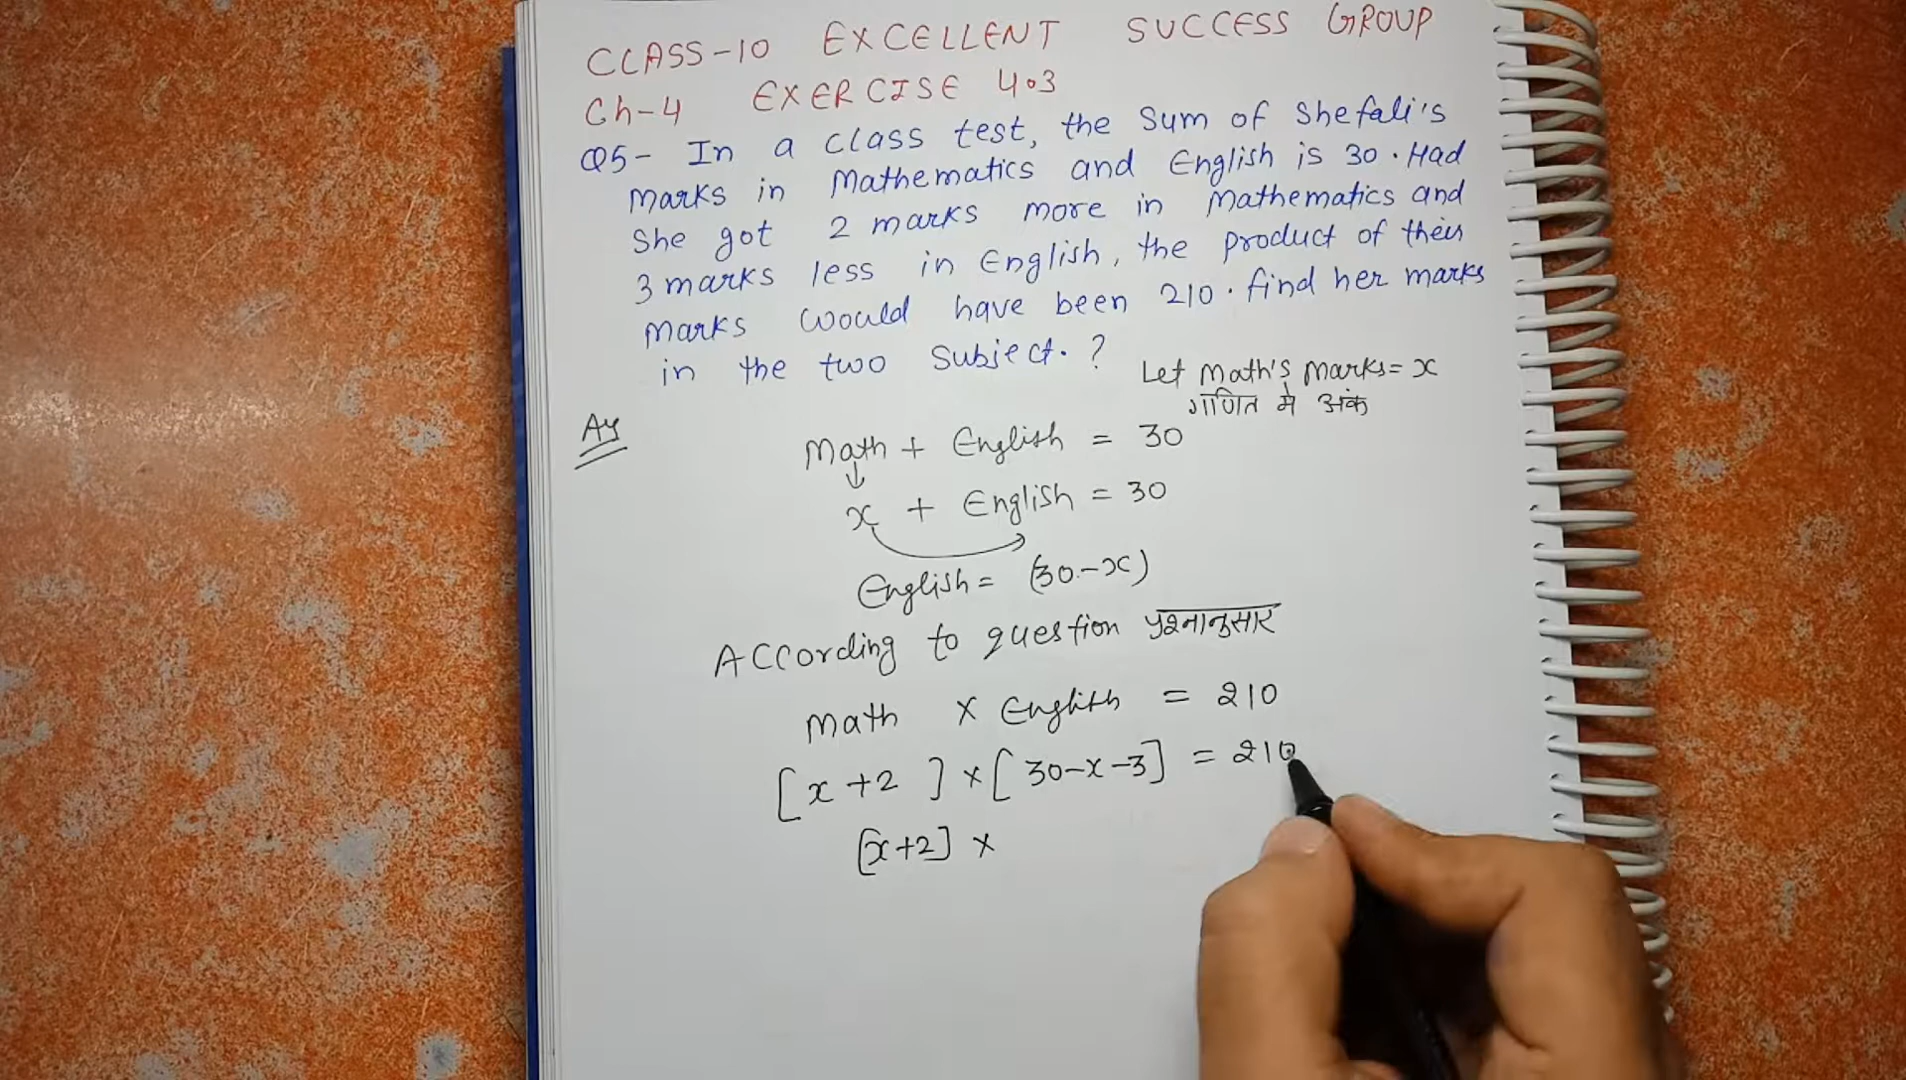 CLASS-10 EXCELLENT SUCCESS GROUP
Ch-4 EXERCISE 4.3
Q5- In a class test, the sum of Shefali's
marks in Mathematics and English is 30. Had
She got 2 marks more in Mathematics and
3 marks less in English, the product of their
marks would have been 210. find her marks
in the two subject. ?
Let Math's marks = x
गणित मे अंक
Math + English = 30
x + English = 30
English = (30-x)
ACCording to question प्रश्नानुसार
Math x English = 210
[x+2] x [30-x-3] = 210
[x+2] x